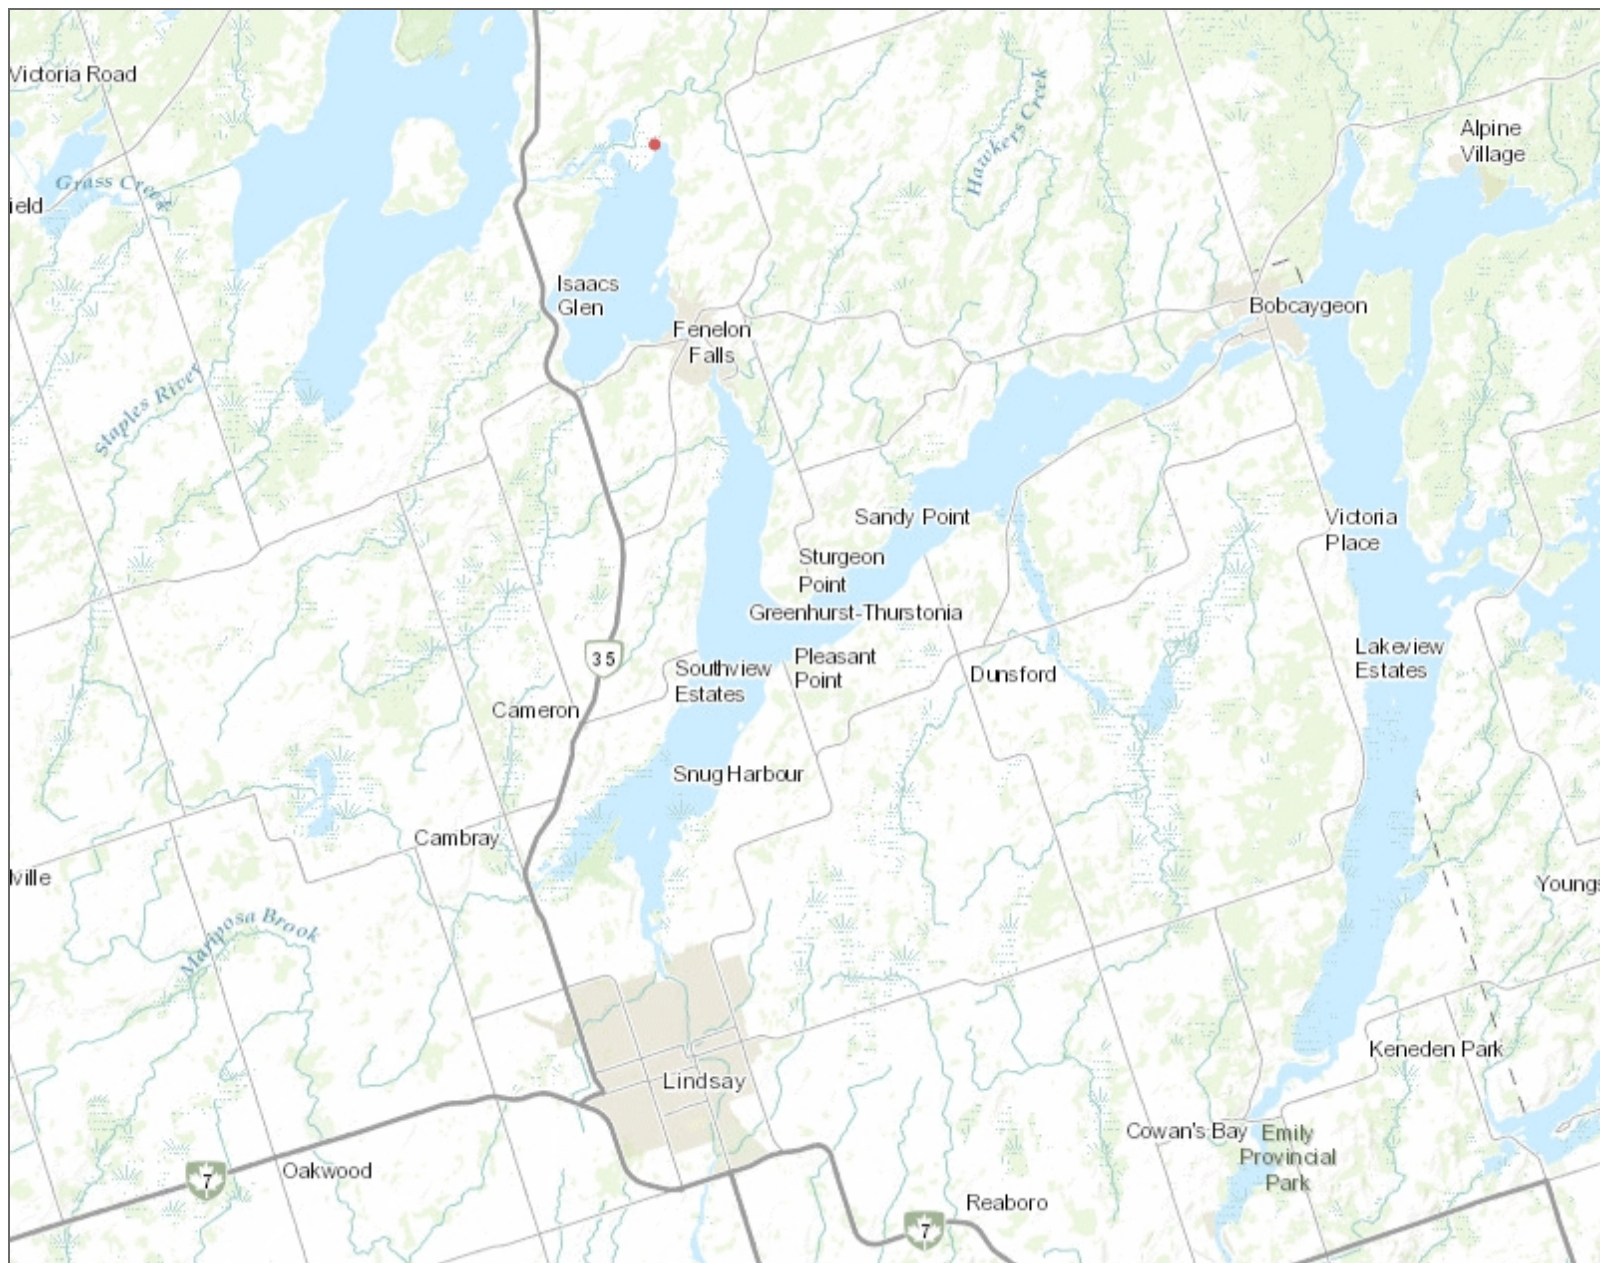 Victoria Road
Hawkers Creek
Alpine
Village
Grass Creek
ield
Isaacs
Glen
Bobcaygeon
Fenelon
Falls
Staples River
Sandy Point
Victoria
Place
Sturgeon
Point
Greenhurst-Thurstonia
35
Southview
Estates
Pleasant
Point
Dunsford
Lakeview
Estates
Cameron
Snug Harbour
Cambray
ville
Youngs
Mariposa Brook
Keneden Park
Lindsay
Cowan's Bay
Emily
Provincial
Park
7
Oakwood
Reaboro
7